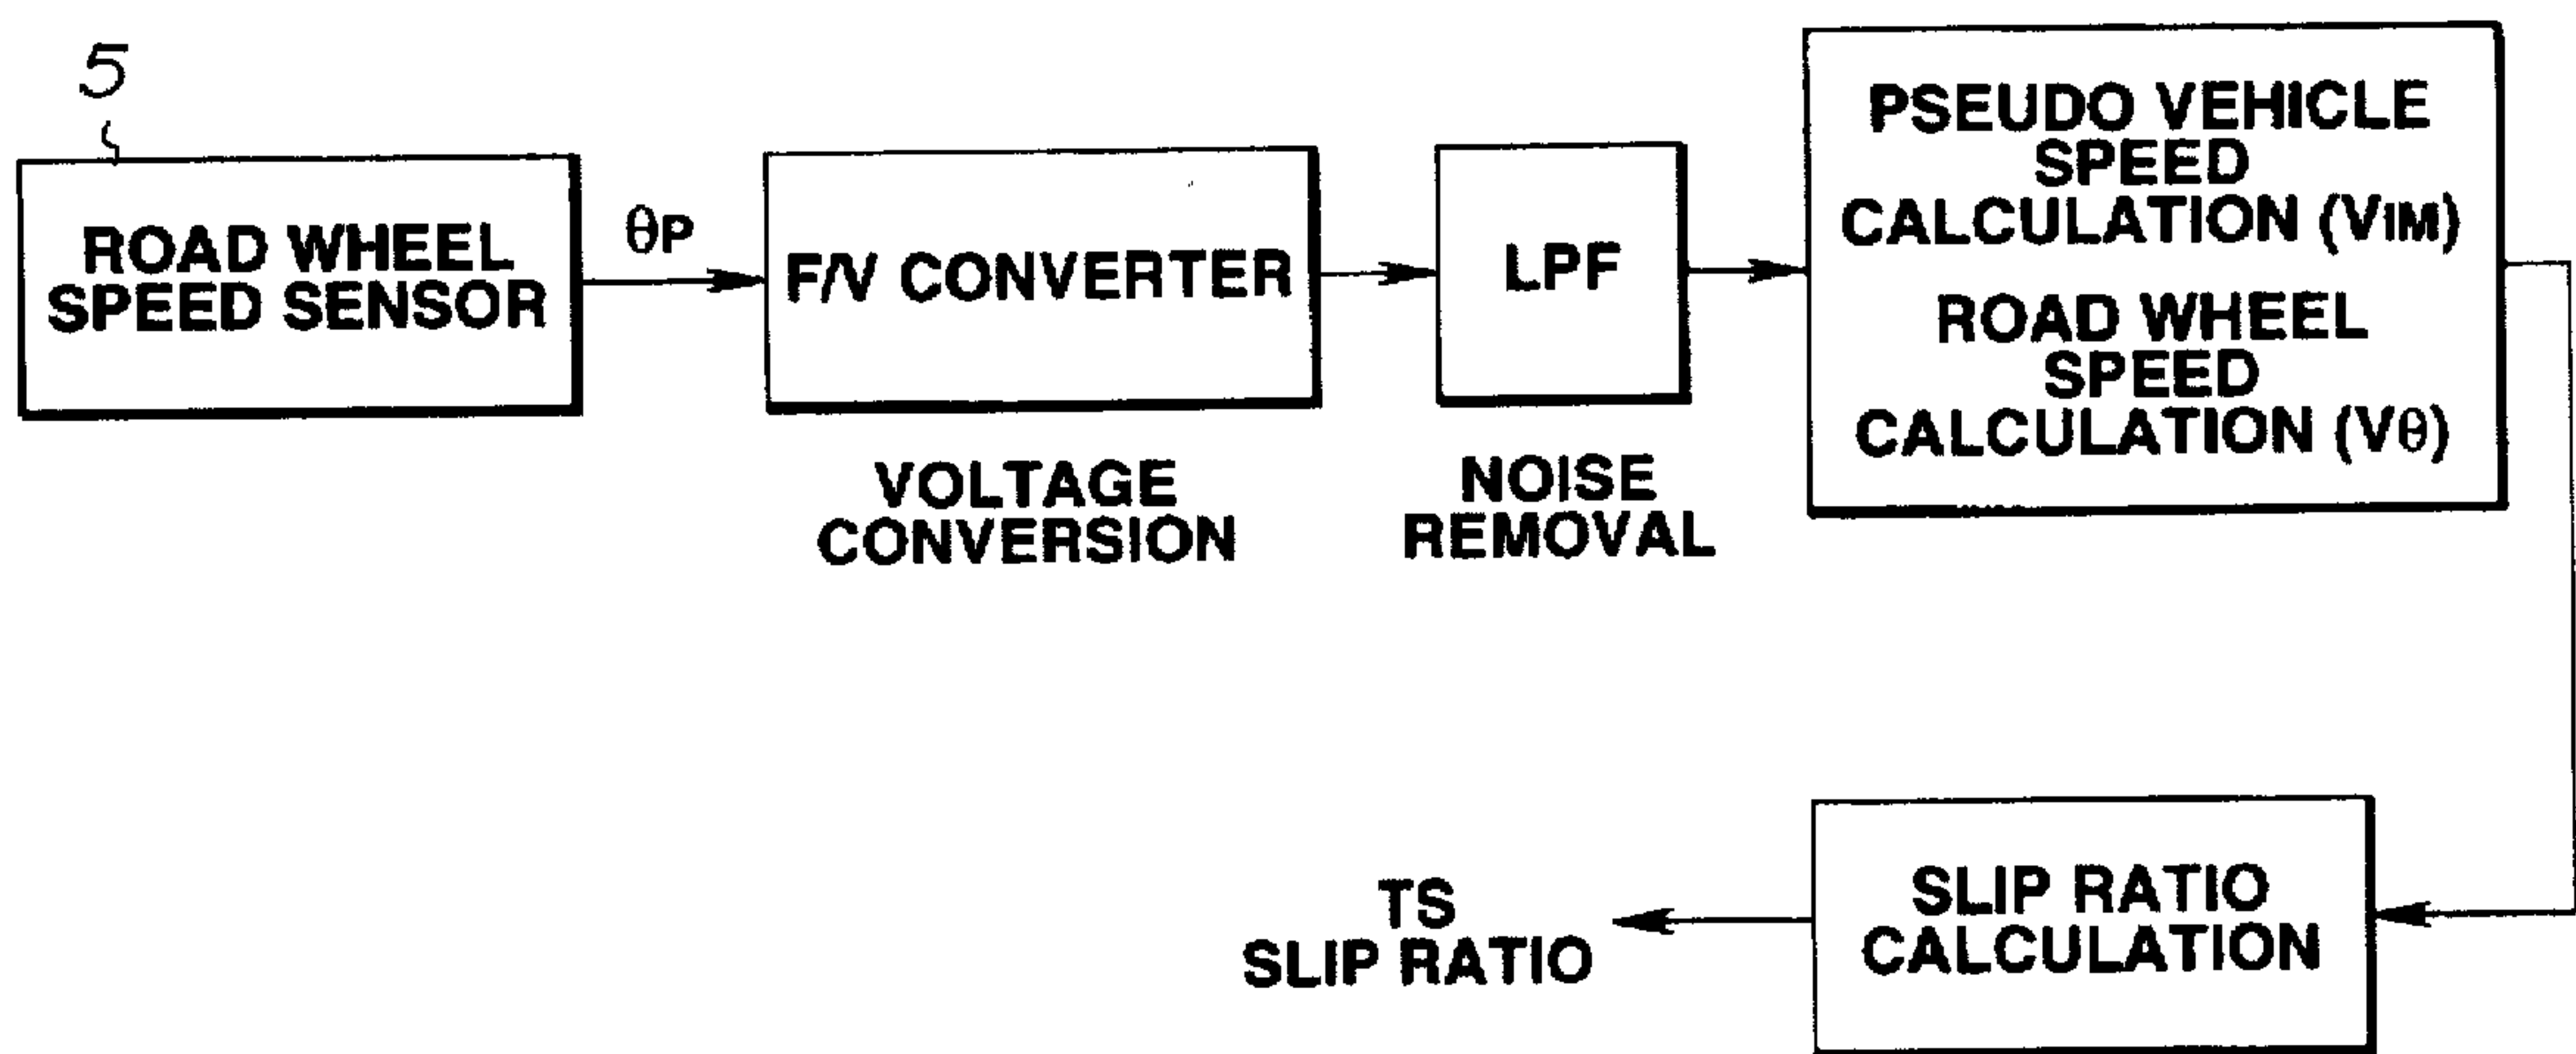 5
ROAD WHEEL
SPEED SENSOR
θP
F/V CONVERTER
VOLTAGE
CONVERSION
LPF
NOISE
REMOVAL
PSEUDO VEHICLE
SPEED
CALCULATION (VIM)
ROAD WHEEL
SPEED
CALCULATION (Vθ)
SLIP RATIO
CALCULATION
TS
SLIP RATIO